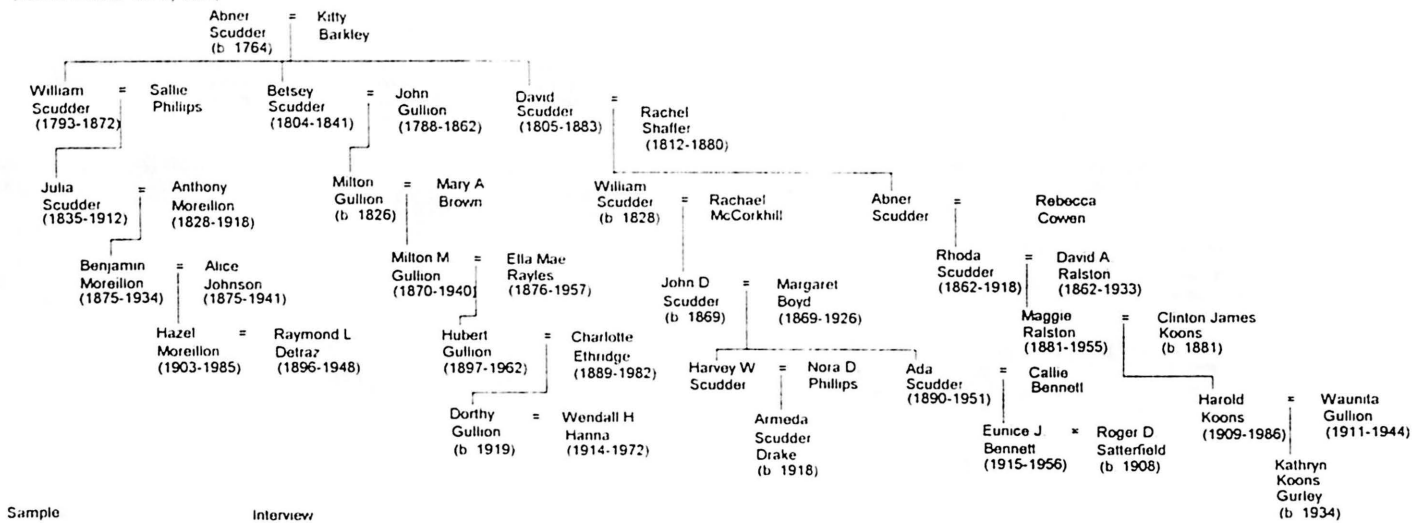 Abner = Kitty
Scudder Barkley
(b 1764)
William = Sallie
Scudder Phillips
(1793-1872)
Betsey = John
Scudder Gullion
(1804-1841) (1788-1862)
David =
Scudder Rachel
(1805-1883) Shaffer
(1812-1880)
Julia = Anthony
Scudder Moreillon
(1835-1912) (1828-1918)
Milton = Mary A
Gullion Brown
(b 1826)
William = Rachael
Scudder McCorkhill
(b 1828)
Abner = Rebecca
Scudder Cowen
Benjamin = Alice
Moreillon Johnson
(1875-1934) (1875-1941)
Milton M = Ella Mae
Gullion Rayles
(1870-1940) (1876-1957)
John D = Margaret
Scudder Boyd
(b 1869) (1869-1926)
Rhoda = David A
Scudder Ralston
(1862-1918) (1862-1933)
Hazel = Raymond L
Moreillon Detraz
(1903-1985) (1896-1948)
Hubert = Charlotte
Gullion Ethridge
(1897-1962) (1889-1982)
Harvey W = Nora D
Scudder Phillips
Ada = Callie
Scudder Bennett
(1890-1951)
Maggie = Clinton James
Ralston Koons
(1881-1955) (b 1881)
Dorthy = Wendall H
Gullion Hanna
(b 1919) (1914-1972)
Armeda
Scudder
Drake
(b 1918)
Eunice J. = Roger D
Bennett Satterfield
(1915-1956) (b 1908)
Harold = Waunita
Koons Gullion
(1909-1986) (1911-1944)
Kathryn
Koons
Gurley
(b 1934)
Sample Interview